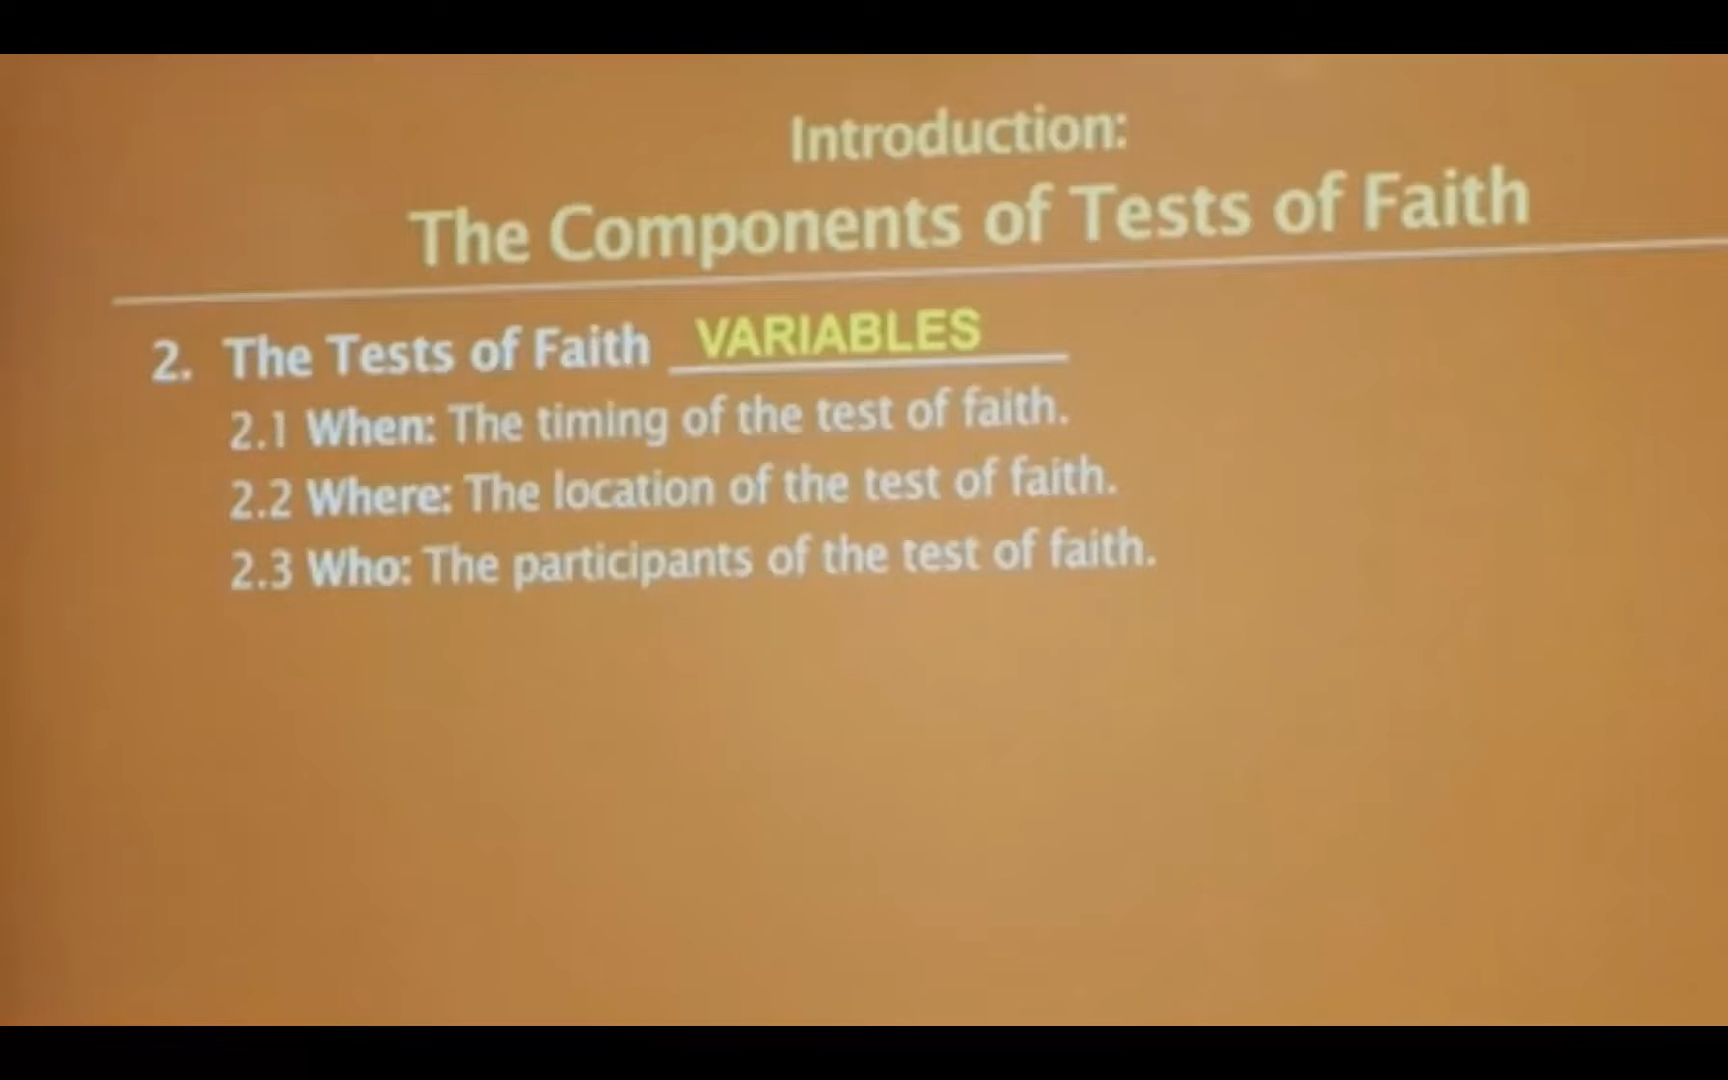 Introduction:
The Components of Tests of Faith
2. The Tests of Faith VARIABLES
2.1 When: The timing of the test of faith.
2.2 Where: The location of the test of faith.
2.3 Who: The participants of the test of faith.